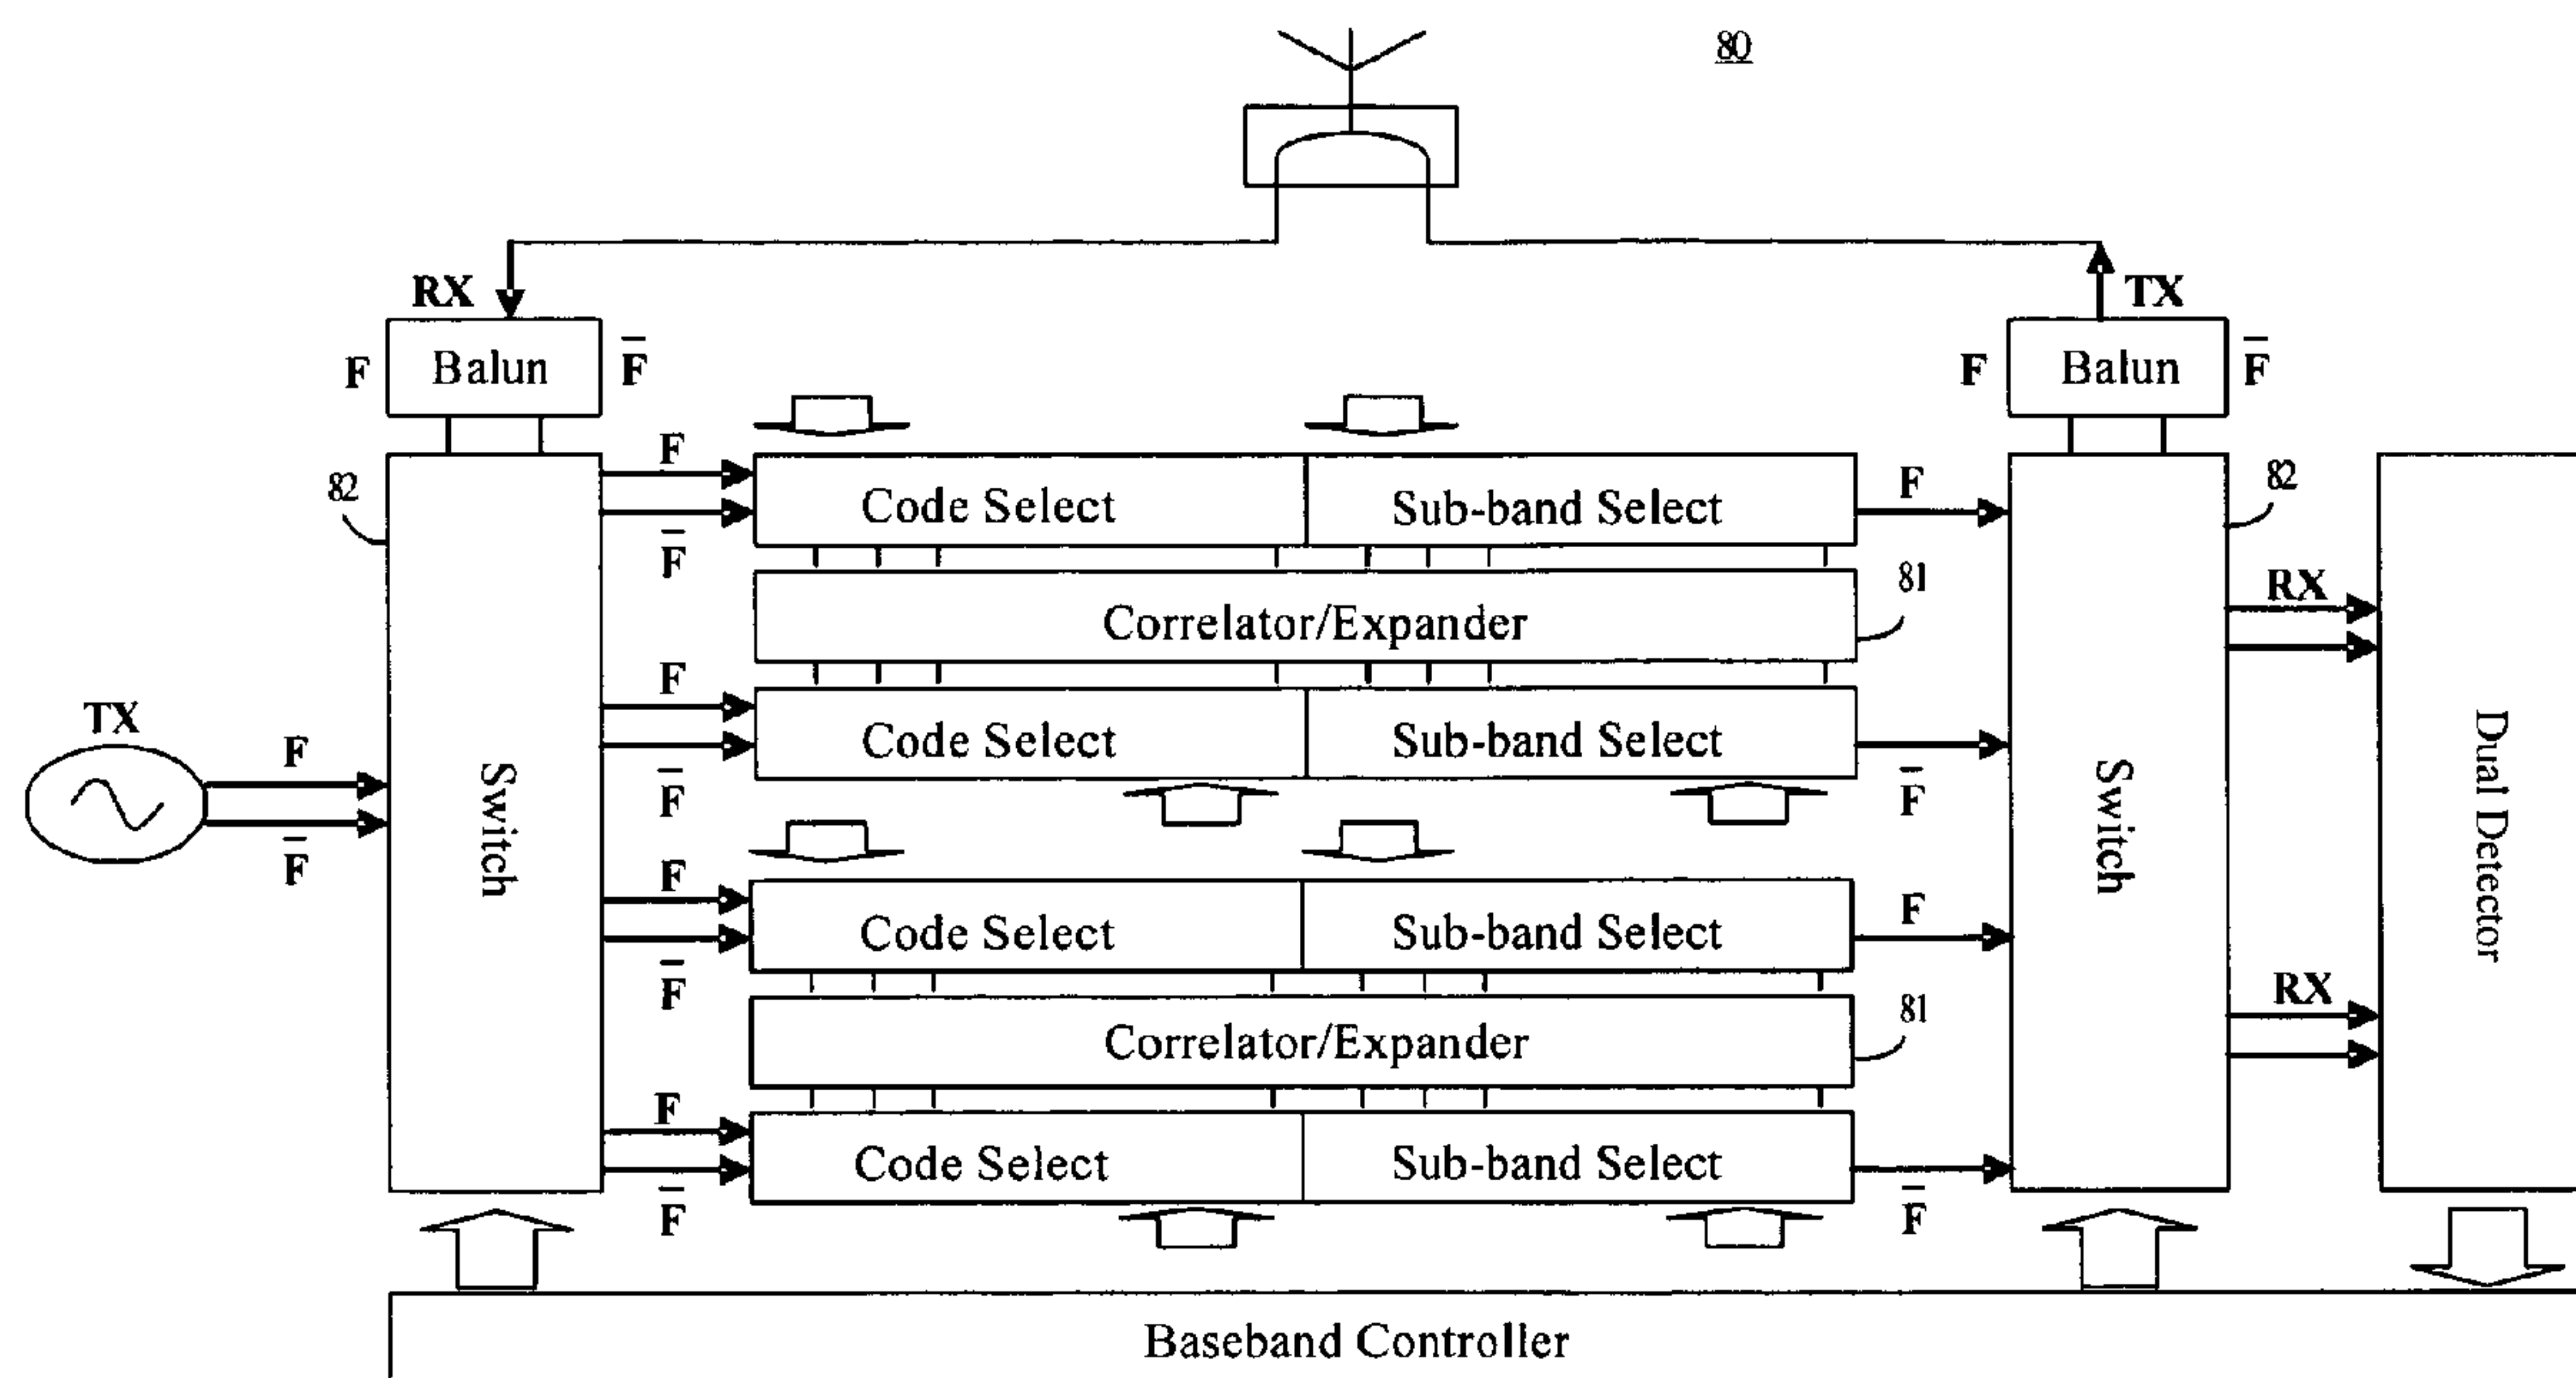 80
RX
TX
F Balun F̅
F Balun F̅
82
F
F̅
Code Select
Sub-band Select
F
82
Correlator/Expander
81
RX
F
F̅
Code Select
Sub-band Select
F̅
TX
F
F̅
Switch
Switch
Dual Detector
F
F̅
Code Select
Sub-band Select
F
Correlator/Expander
81
RX
F
F̅
Code Select
Sub-band Select
F̅
Baseband Controller